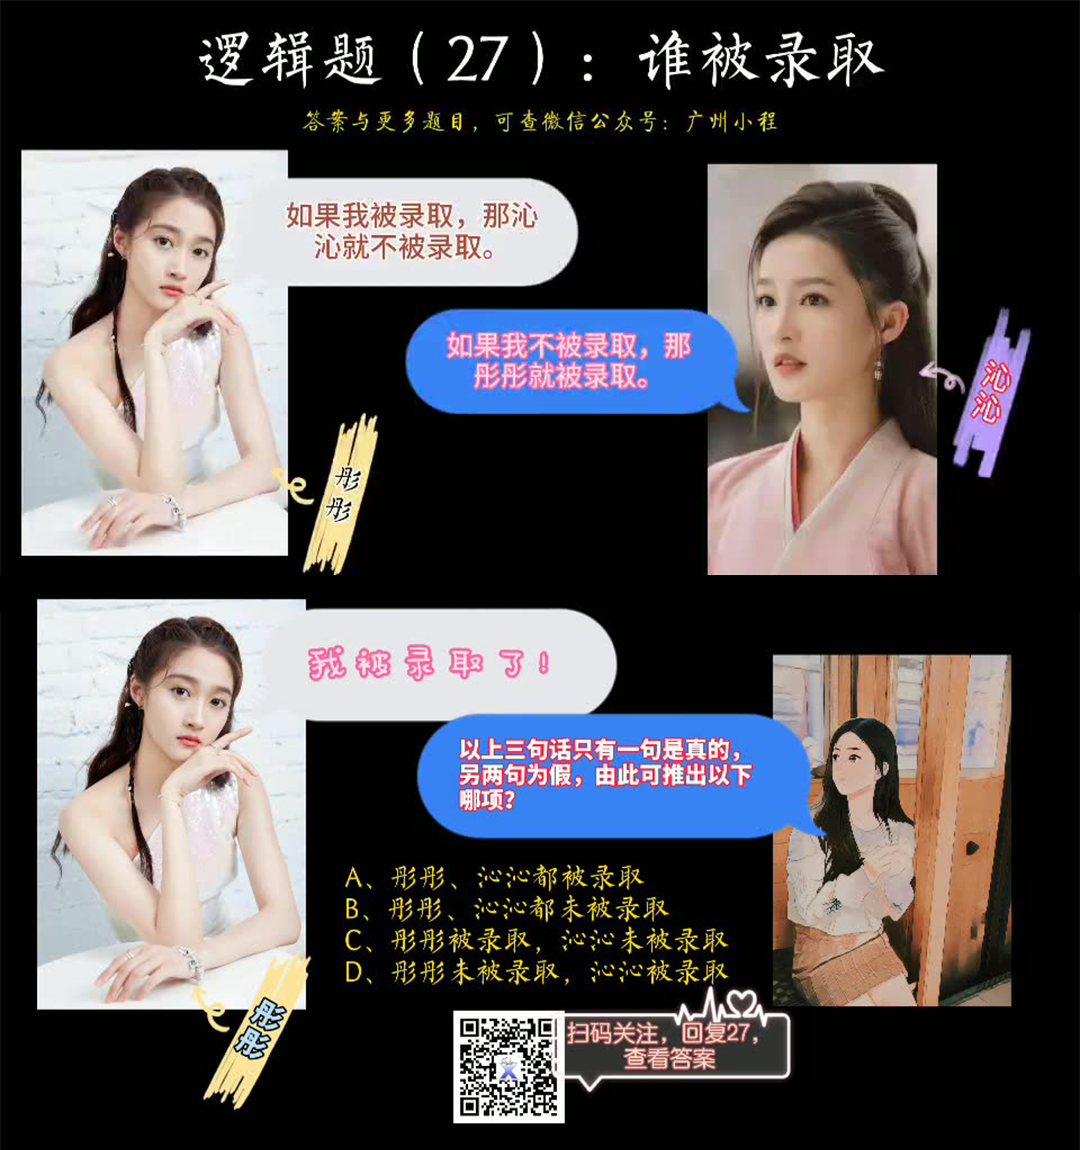 逻辑题（27）：谁被录取
答案与更多题目，可查微信公众号：广州小程
如果我被录取，那沁
沁就不被录取。
如果我不被录取，那
彤彤就被录取。
沁
沁
彤
彤
我被录取了！
以上三句话只有一句是真的，
另两句为假，由此可推出以下
哪项？
A、彤彤、沁沁都被录取
B、彤彤、沁沁都未被录取
C、彤彤被录取，沁沁未被录取
D、彤彤未被录取，沁沁被录取
彤
彤
扫码关注，回复27，
查看答案